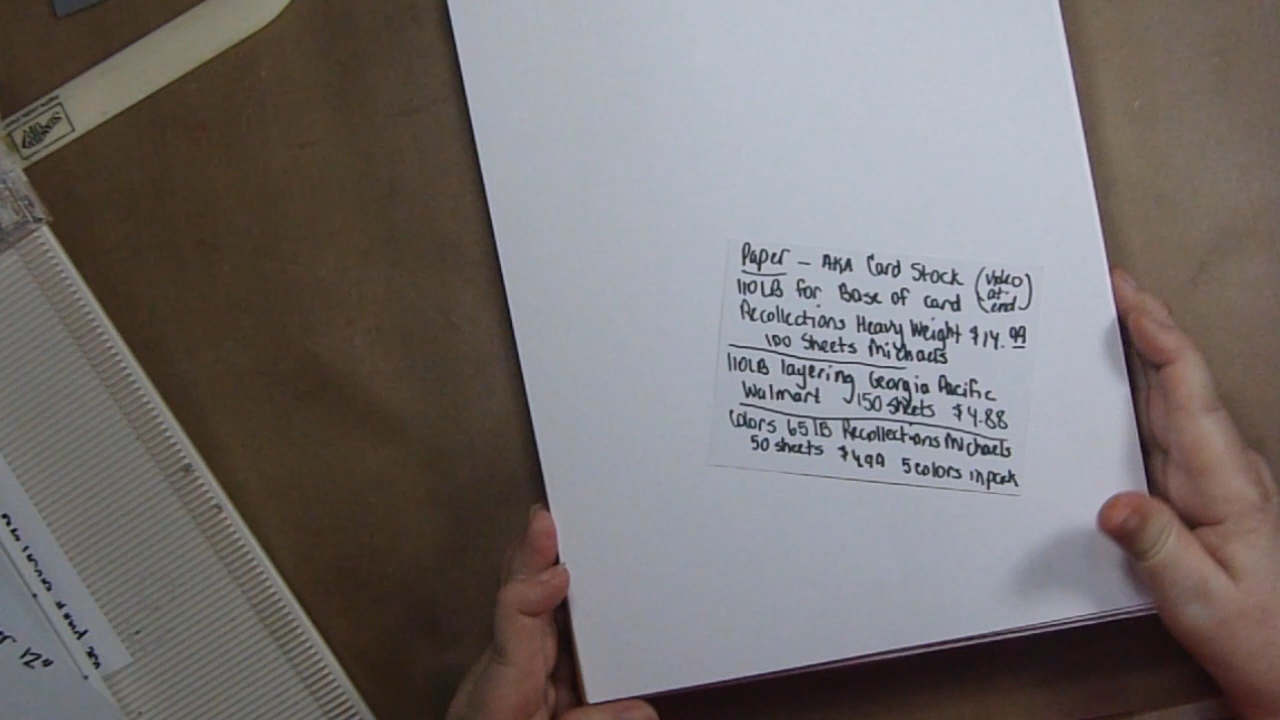 Paper - AKA Card Stock (video at end)
110LB for Base of card
Recollections Heavy Weight $14.99
100 Sheets Michaels
110LB layering Georgia Pacific
Walmart 150 sheets $4.88
Colors 65LB Recollections Michaels
50 sheets $4.99 5 colors in pack